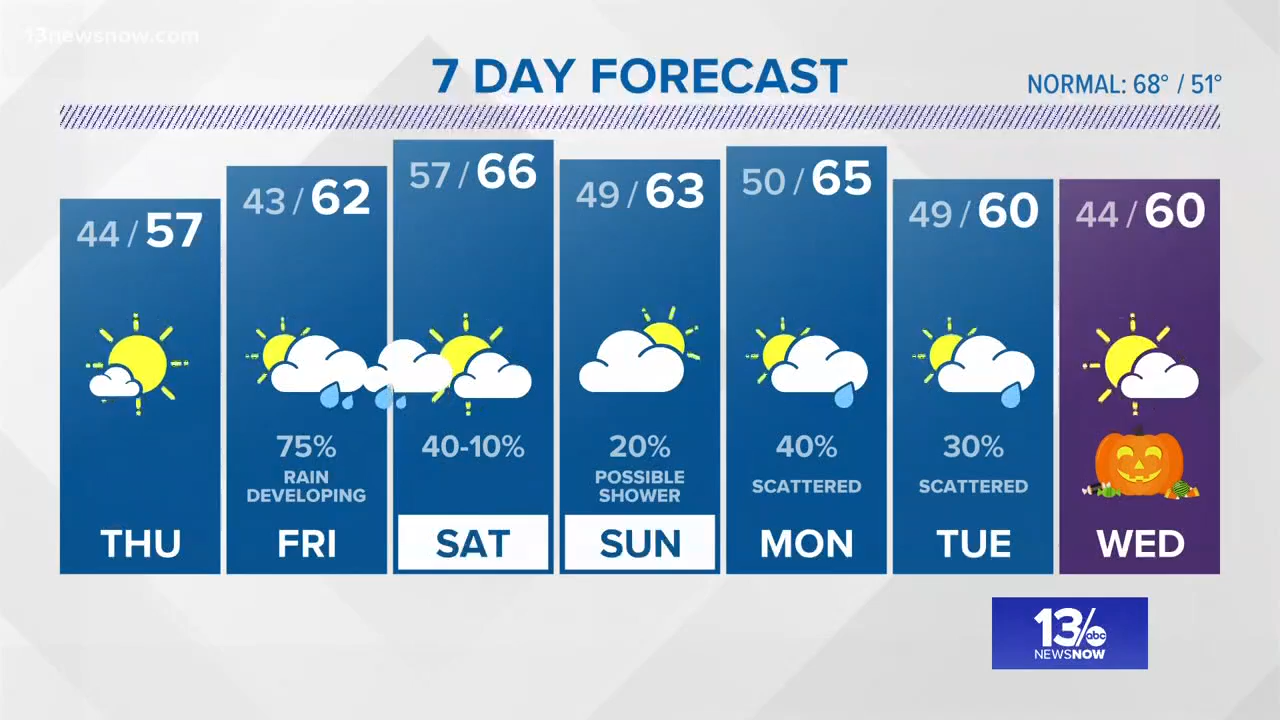 13newsnow.com
7 DAY FORECAST
NORMAL: 68° / 51°
44 / 57
43 / 62
57 / 66
49 / 63
50 / 65
49 / 60
44 / 60
75%
RAIN
DEVELOPING
40-10%
20%
POSSIBLE
SHOWER
40%
SCATTERED
30%
SCATTERED
THU
FRI
SAT
SUN
MON
TUE
WED
13 abc
NEWSNOW